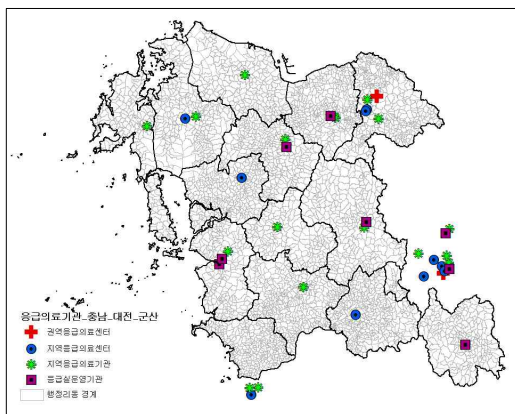 응급의료기관_충남_대전_군산
권역응급의료센터
지역응급의료센터
지역응급의료기관
응급실운영기관
행정리동 경계